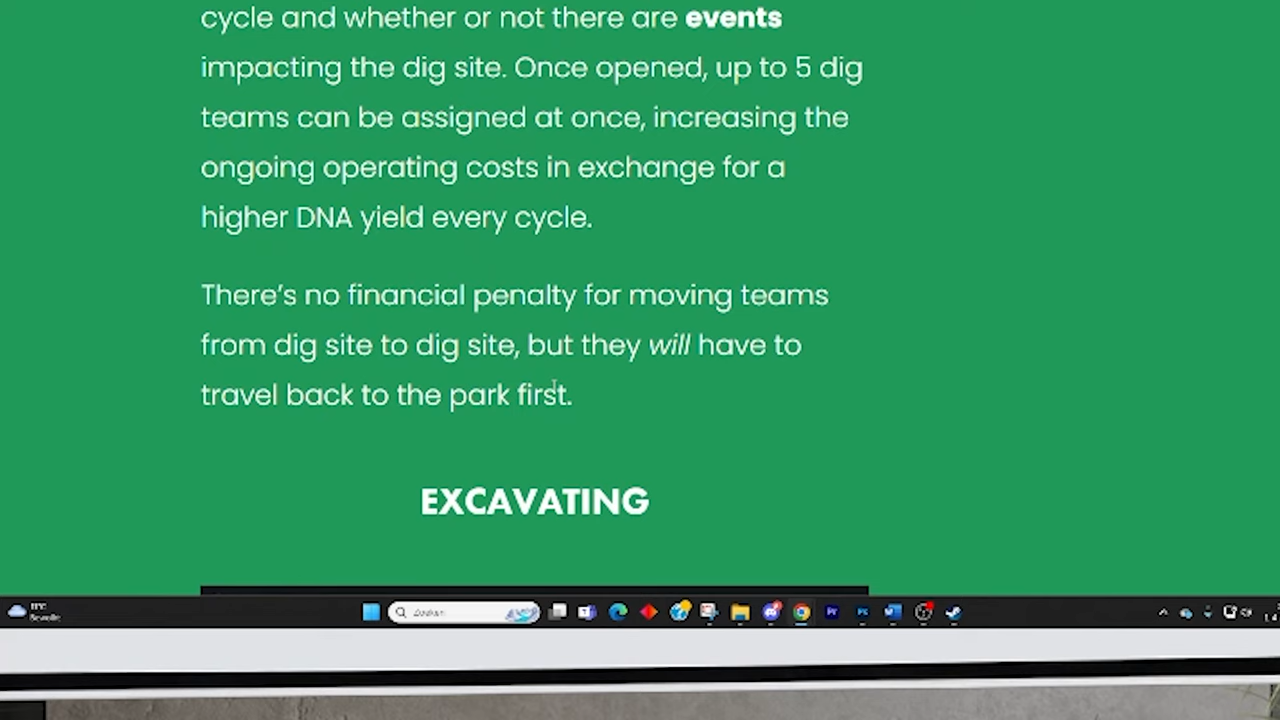 cycle and whether or not there are events
impacting the dig site. Once opened, up to 5 dig
teams can be assigned at once, increasing the
ongoing operating costs in exchange for a
higher DNA yield every cycle.
There's no financial penalty for moving teams
from dig site to dig site, but they will have to
travel back to the park first.
EXCAVATING
Zoeken
Pr